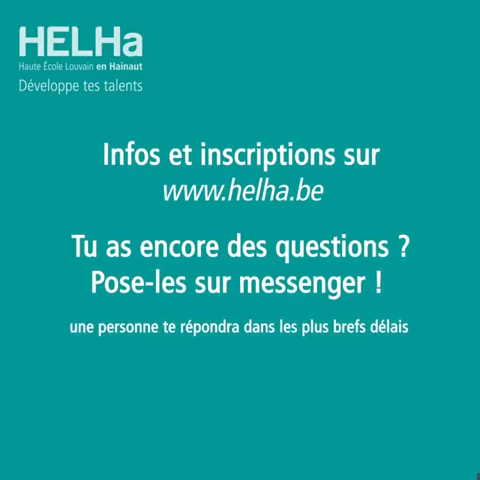 HELHa
Haute École Louvain en Hainaut
Développe tes talents
Infos et inscriptions sur
www.helha.be
Tu as encore des questions ?
Pose-les sur messenger !
une personne te répondra dans les plus brefs délais